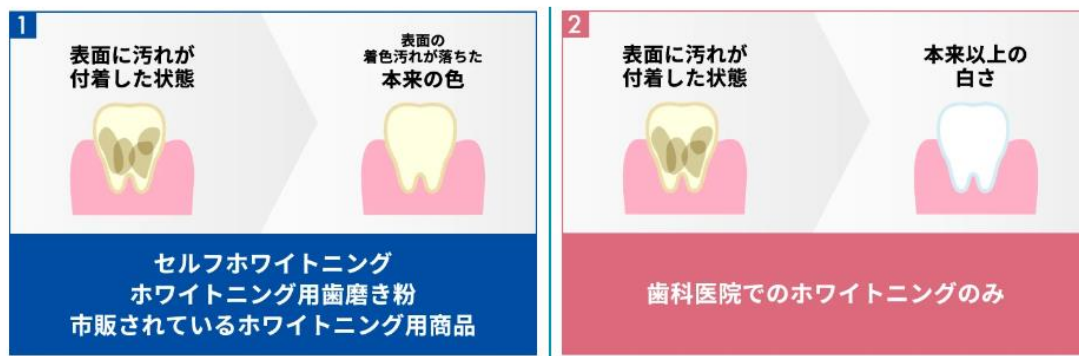 1
表面に汚れが
付着した状態
表面の
着色汚れが落ちた
本来の色
セルフホワイトニング
ホワイトニング用歯磨き粉
市販されているホワイトニング用商品
2
表面に汚れが
付着した状態
本来以上の
白さ
歯科医院でのホワイトニングのみ